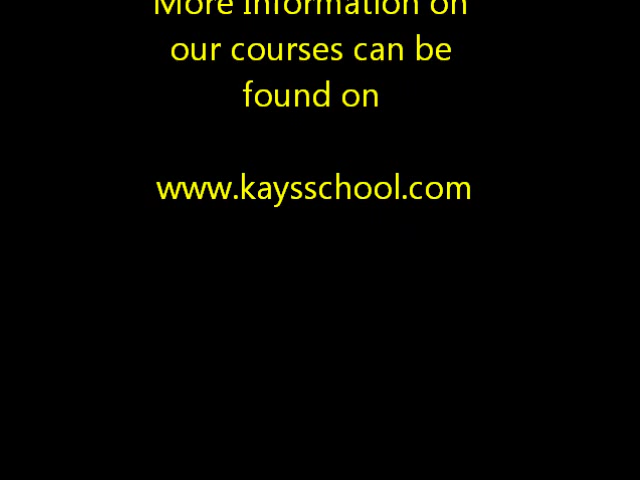 More information on
our courses can be
found on
www.kaysschool.com